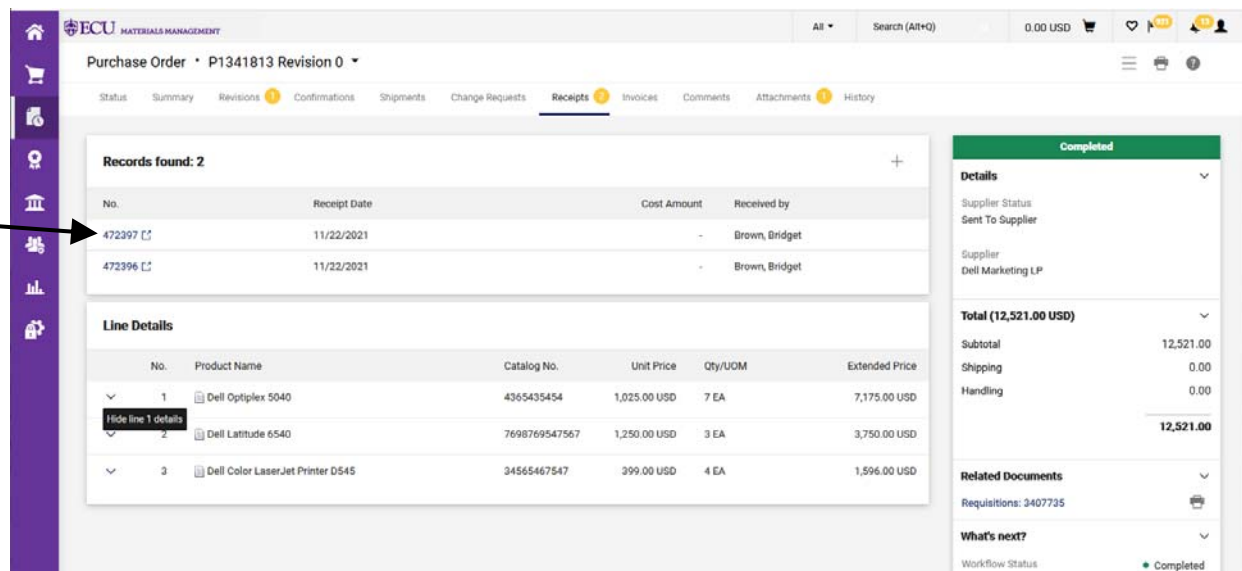 ECU MATERIALS MANAGEMENT
All
Search (Alt+Q)
0.00 USD
13
Purchase Order • P1341813 Revision 0
Status Summary Revisions 1 Confirmations Shipments Change Requests Receipts 2 Invoices Comments Attachments 1 History
Records found: 2
No. Receipt Date Cost Amount Received by
472397 11/22/2021 - Brown, Bridget
472396 11/22/2021 - Brown, Bridget
Line Details
No. Product Name Catalog No. Unit Price Qty/UOM Extended Price
1 Dell Optiplex 5040 4365435454 1,025.00 USD 7 EA 7,175.00 USD
Hide line 1 details
2 Dell Latitude 6540 7698769547567 1,250.00 USD 3 EA 3,750.00 USD
3 Dell Color LaserJet Printer D545 34565467547 399.00 USD 4 EA 1,596.00 USD
Completed
Details
Supplier Status
Sent To Supplier
Supplier
Dell Marketing LP
Total (12,521.00 USD)
Subtotal 12,521.00
Shipping 0.00
Handling 0.00
12,521.00
Related Documents
Requisitions: 3407735
What's next?
Workflow Status Completed